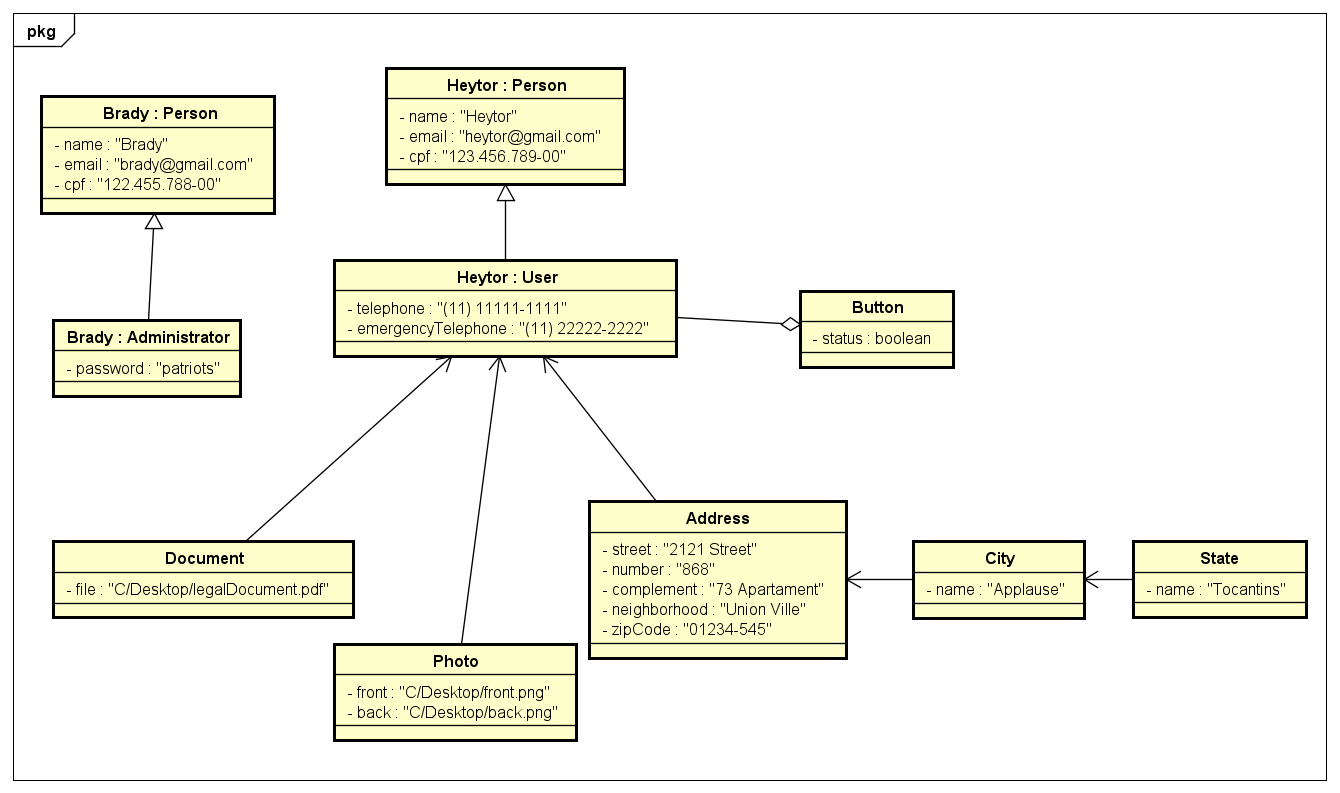 pkg
Brady : Person
- name : "Brady"
- email : "brady@gmail.com"
- cpf : "122.455.788-00"
Heytor : Person
- name : "Heytor"
- email : "heytor@gmail.com"
- cpf : "123.456.789-00"
Brady : Administrator
- password : "patriots"
Heytor : User
- telephone : "(11) 11111-1111"
- emergencyTelephone : "(11) 22222-2222"
Button
- status : boolean
Document
- file : "C/Desktop/legalDocument.pdf"
Photo
- front : "C/Desktop/front.png"
- back : "C/Desktop/back.png"
Address
- street : "2121 Street"
- number : "868"
- complement : "73 Apartament"
- neighborhood : "Union Ville"
- zipCode : "01234-545"
City
- name : "Applause"
State
- name : "Tocantins"